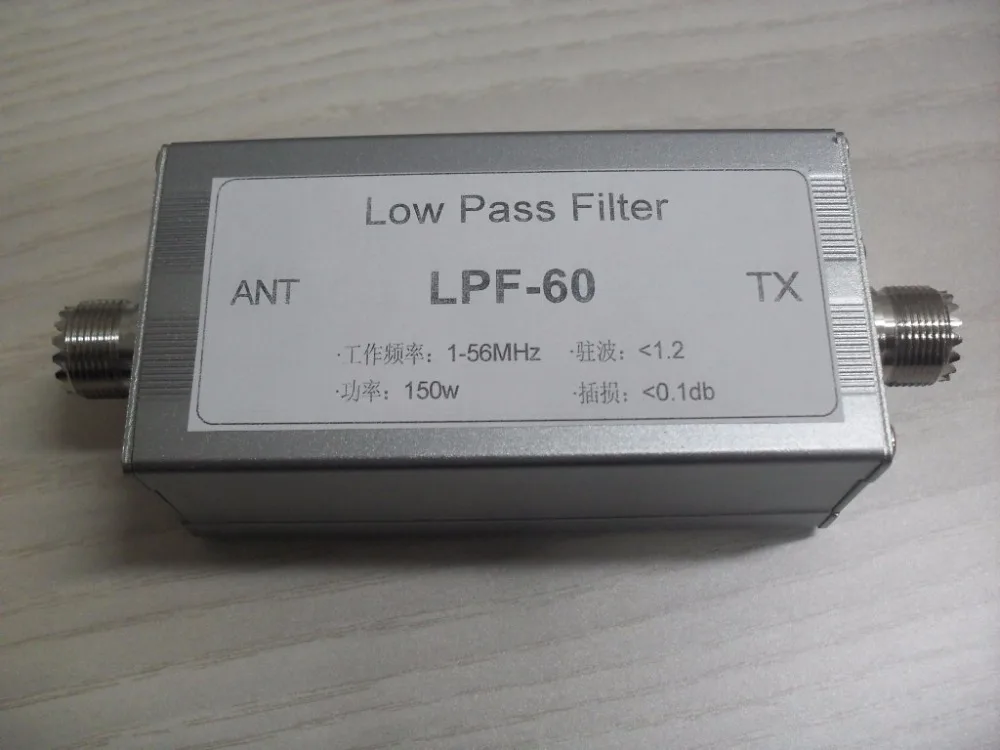 Low Pass Filter
ANT LPF-60 TX
·工作频率：1-56MHz ·驻波：<1.2
·功率：150w ·插损：<0.1db